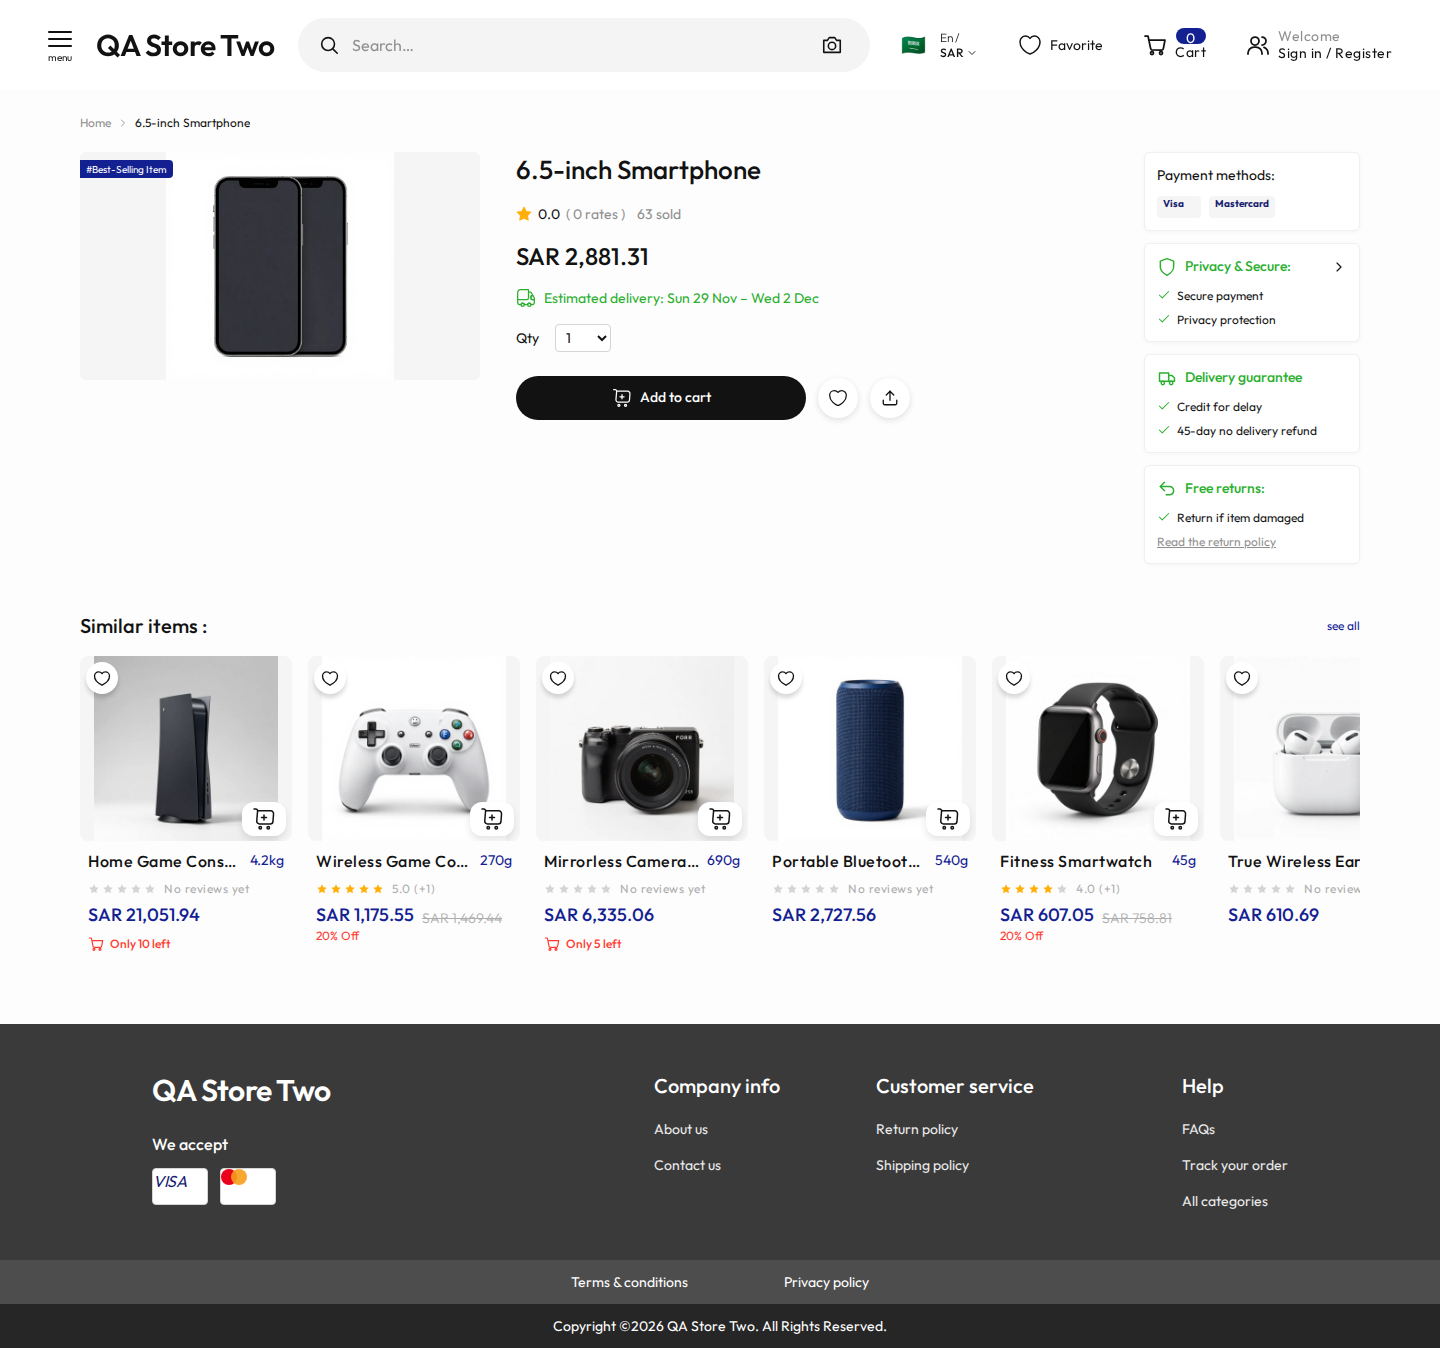 menu
QA Store Two
Search...
En /
SAR
Favorite
0
Cart
Welcome
Sign in / Register
Home
6.5-inch Smartphone
#Best-Selling Item
6.5-inch Smartphone
0.0 ( 0 rates ) 63 sold
SAR 2,881.31
Estimated delivery: Sun 29 Nov – Wed 2 Dec
Qty 1
Add to cart
Payment methods:
Visa Mastercard
Privacy & Secure:
Secure payment
Privacy protection
Delivery guarantee
Credit for delay
45-day no delivery refund
Free returns:
Return if item damaged
Read the return policy
Similar items :
see all
Home Game Cons... 4.2kg
No reviews yet
SAR 21,051.94
Only 10 left
Wireless Game Co... 270g
5.0 (+1)
SAR 1,175.55 SAR 1,469.44
20% Off
Mirrorless Camera... 690g
No reviews yet
SAR 6,335.06
Only 5 left
Portable Bluetoot... 540g
No reviews yet
SAR 2,727.56
Fitness Smartwatch 45g
4.0 (+1)
SAR 607.05 SAR 758.81
20% Off
True Wireless Ear
No review
SAR 610.69
QA Store Two
We accept
VISA
Company info
About us
Contact us
Customer service
Return policy
Shipping policy
Help
FAQs
Track your order
All categories
Terms & conditions
Privacy policy
Copyright ©2026 QA Store Two. All Rights Reserved.